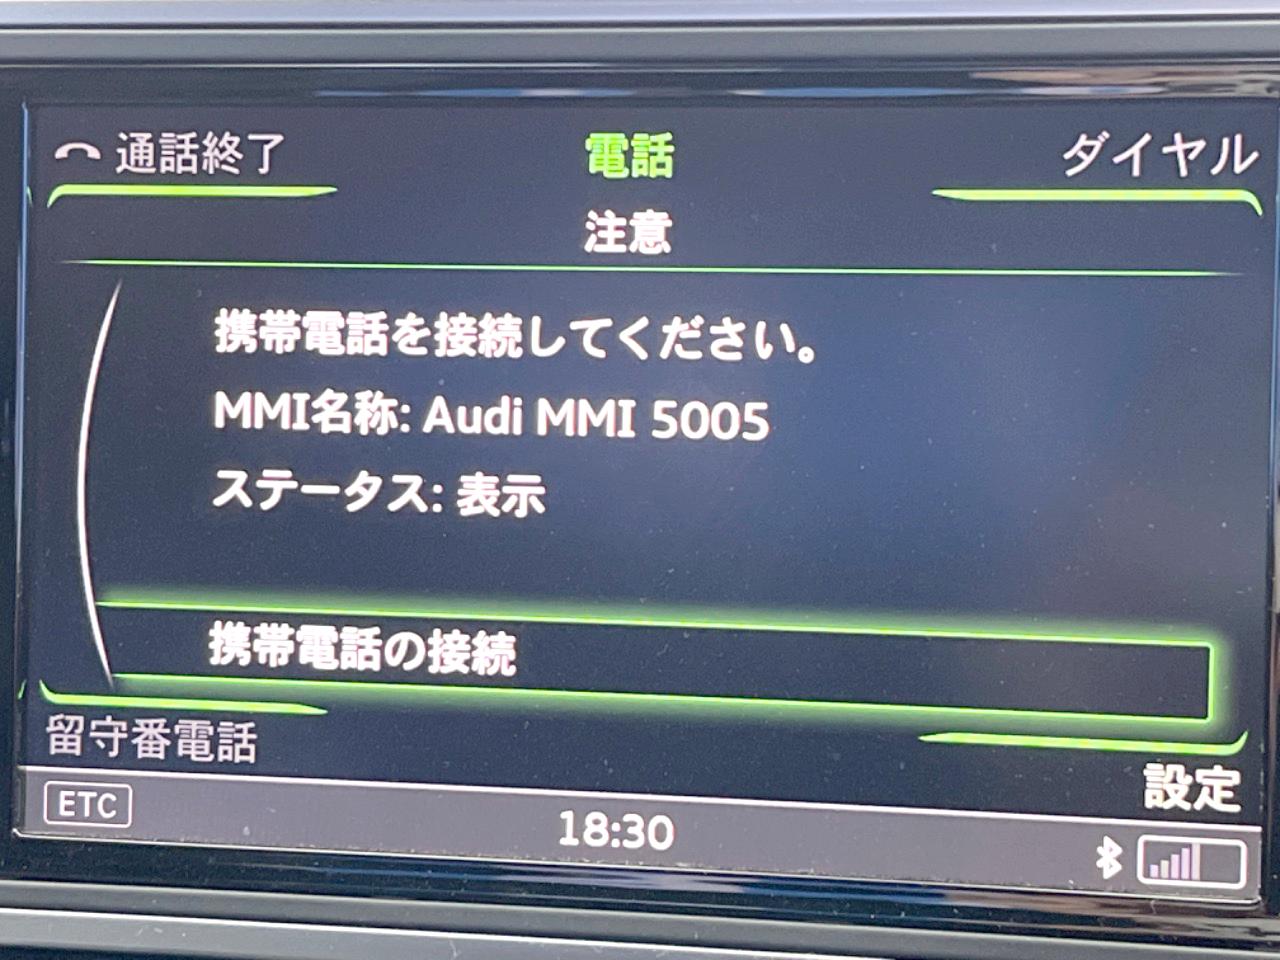 通話終了
電話
ダイヤル
注意
携帯電話を接続してください。
MMI名称: Audi MMI 5005
ステータス: 表示
携帯電話の接続
留守番電話
設定
ETC
18:30